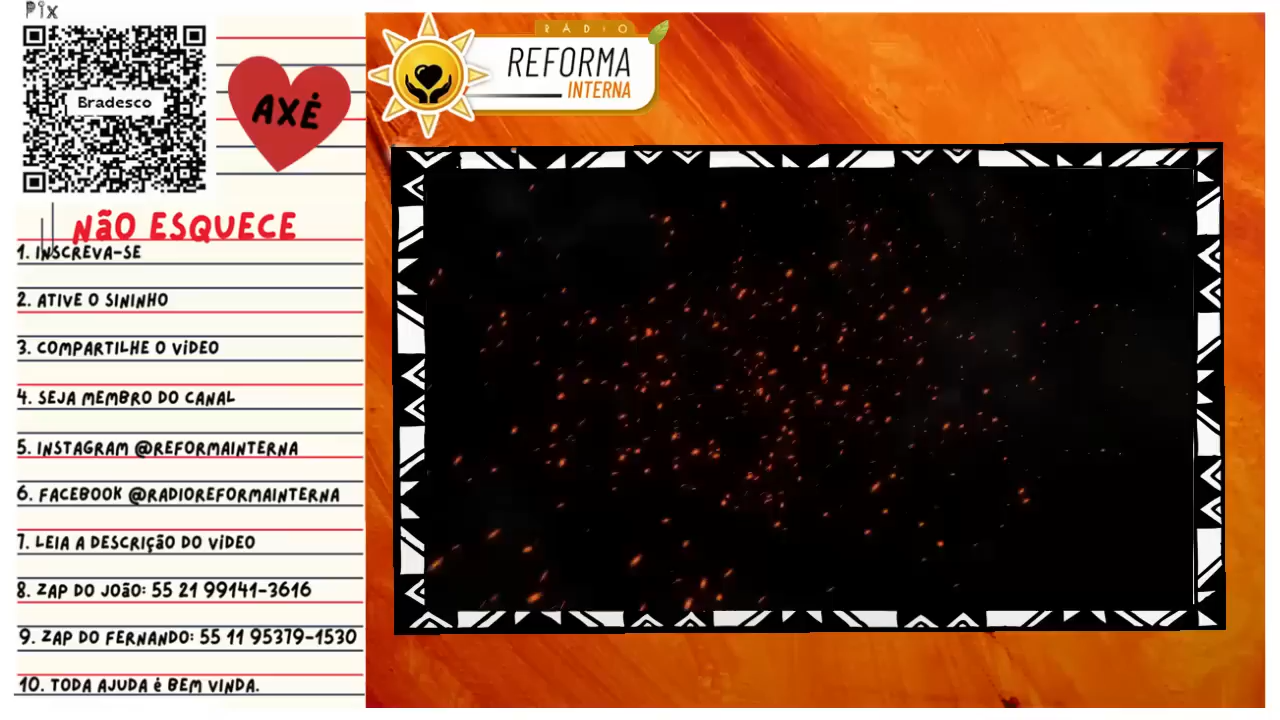 Pix
Bradesco
AXÉ
NãO ESQUECE
1. INSCREVA-SE
2. ATIVE O SININHO
3. COMPARTILHE O VíDEO
4. SEJA MEMBRO DO CANAL
5. INSTAGRAM @REFORMAINTERNA
6. FACEBOOK @RADIOREFORMAINTERNA
7. LEIA A DESCRIÇãO DO VíDEO
8. ZAP DO JOãO: 55 21 99141-3616
9. ZAP DO FERNANDO: 55 11 95379-1530
10. TODA AJUDA é BEM VINDA.
RÁDIO
REFORMA
INTERNA